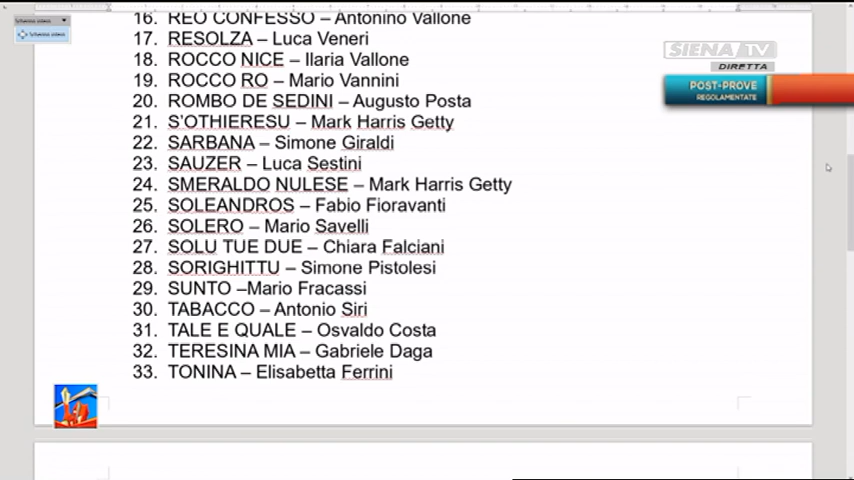 Schermo intero
Schermo intero
16. REO CONFESSO – Antonino Vallone
17. RESOLZA – Luca Veneri
18. ROCCO NICE – Ilaria Vallone
19. ROCCO RO – Mario Vannini
20. ROMBO DE SEDINI – Augusto Posta
21. S'OTHIERESU – Mark Harris Getty
22. SARBANA – Simone Giraldi
23. SAUZER – Luca Sestini
24. SMERALDO NULESE – Mark Harris Getty
25. SOLEANDROS – Fabio Fioravanti
26. SOLERO – Mario Savelli
27. SOLU TUE DUE – Chiara Falciani
28. SORIGHITTU – Simone Pistolesi
29. SUNTO –Mario Fracassi
30. TABACCO – Antonio Siri
31. TALE E QUALE – Osvaldo Costa
32. TERESINA MIA – Gabriele Daga
33. TONINA – Elisabetta Ferrini
SIENA TV
DIRETTA
POST-PROVE
REGOLAMENTATE